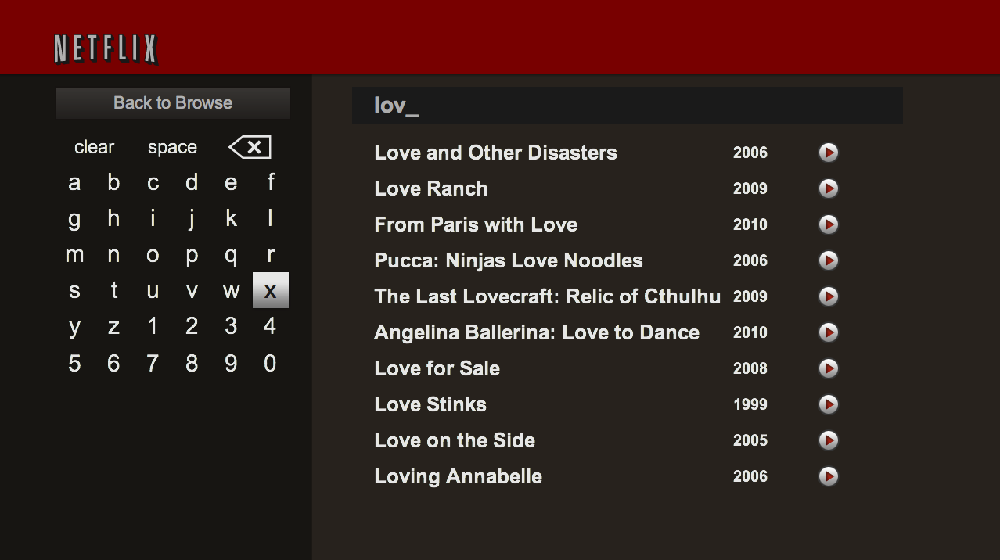 NETFLIX
Back to Browse
clear space
a b c d e f
g h i j k l
m n o p q r
s t u v w x
y z 1 2 3 4
5 6 7 8 9 0
lov_
Love and Other Disasters 2006
Love Ranch 2009
From Paris with Love 2010
Pucca: Ninjas Love Noodles 2006
The Last Lovecraft: Relic of Cthulhu 2009
Angelina Ballerina: Love to Dance 2010
Love for Sale 2008
Love Stinks 1999
Love on the Side 2005
Loving Annabelle 2006